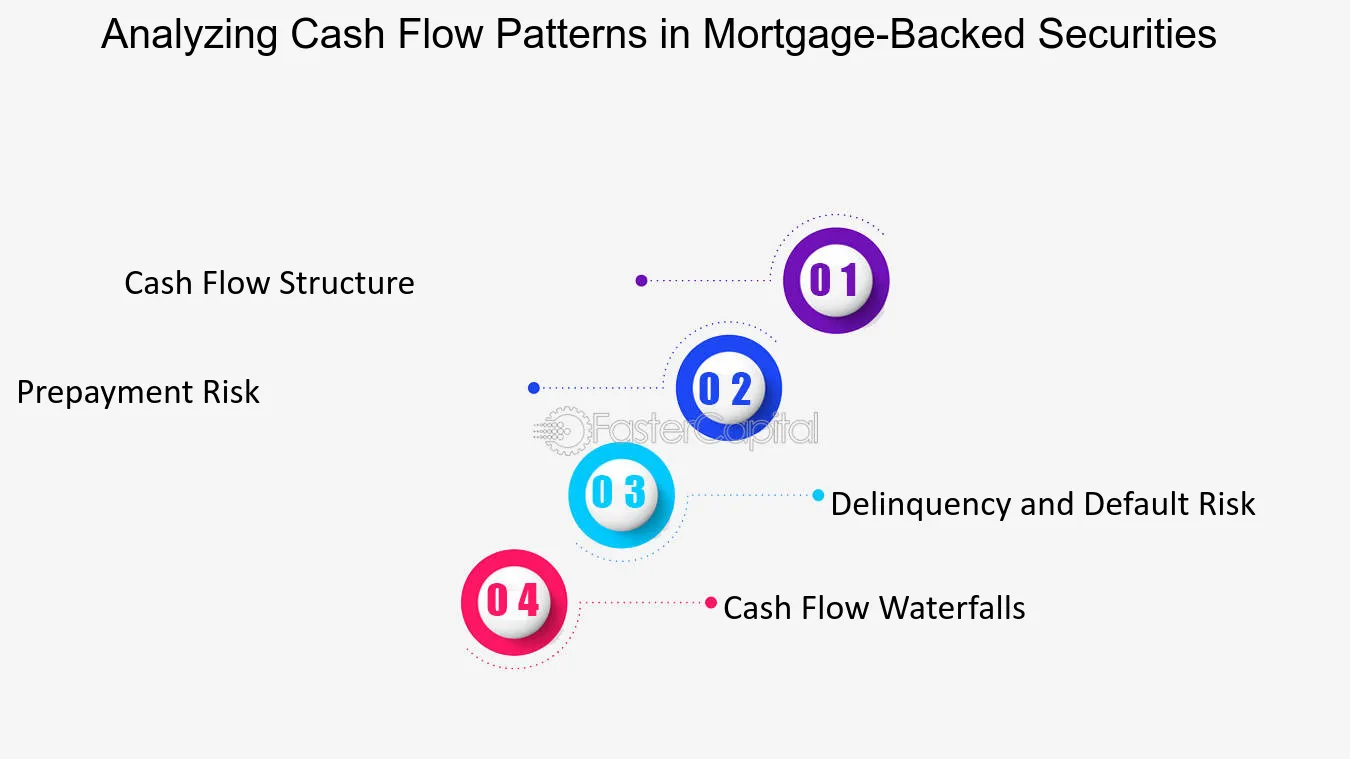 Analyzing Cash Flow Patterns in Mortgage-Backed Securities
Cash Flow Structure
01
Prepayment Risk
02
FasterCapital
03
Delinquency and Default Risk
04
Cash Flow Waterfalls